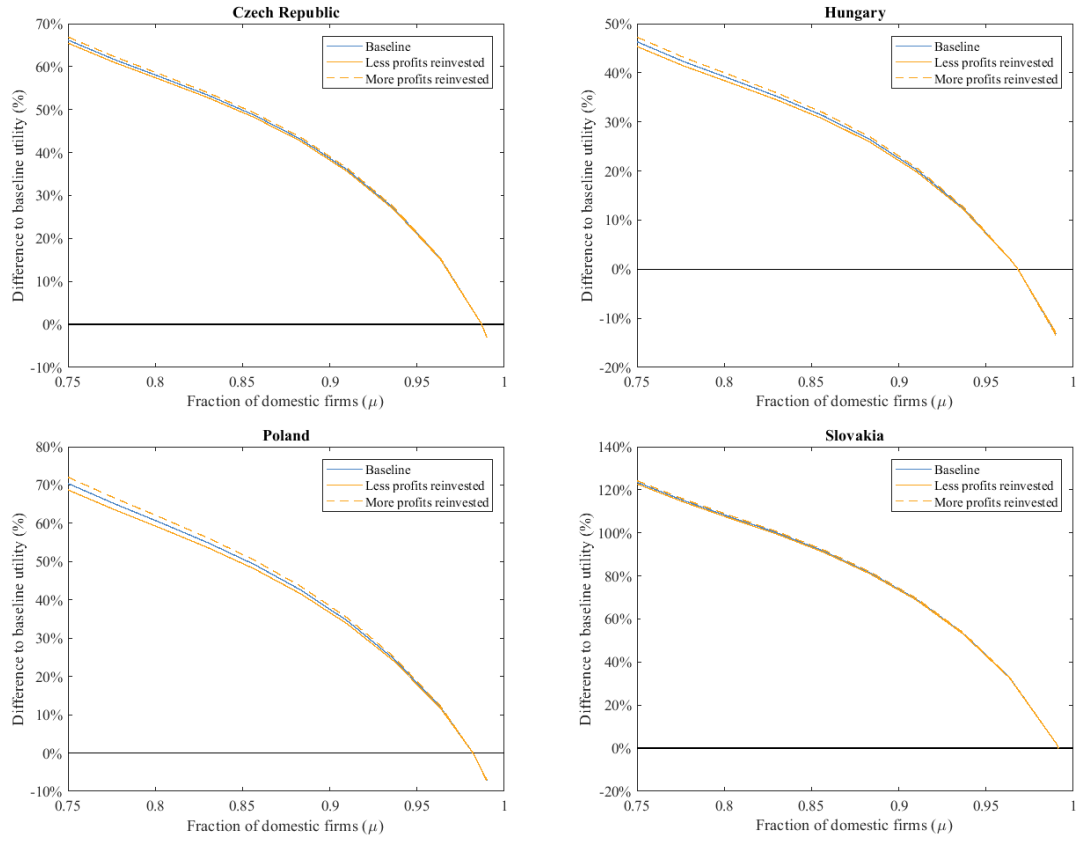 Czech Republic
70%
60%
50%
40%
30%
20%
10%
0%
-10%
Difference to baseline utility (%)
Baseline
Less profits reinvested
More profits reinvested
0.75
0.8
0.85
0.9
0.95
1
Fraction of domestic firms (μ)
Hungary
50%
40%
30%
20%
10%
0%
-10%
-20%
Difference to baseline utility (%)
Baseline
Less profits reinvested
More profits reinvested
0.75
0.8
0.85
0.9
0.95
1
Fraction of domestic firms (μ)
Poland
80%
70%
60%
50%
40%
30%
20%
10%
0%
-10%
Difference to baseline utility (%)
Baseline
Less profits reinvested
More profits reinvested
0.75
0.8
0.85
0.9
0.95
1
Fraction of domestic firms (μ)
Slovakia
140%
120%
100%
80%
60%
40%
20%
0%
-20%
Difference to baseline utility (%)
Baseline
Less profits reinvested
More profits reinvested
0.75
0.8
0.85
0.9
0.95
1
Fraction of domestic firms (μ)